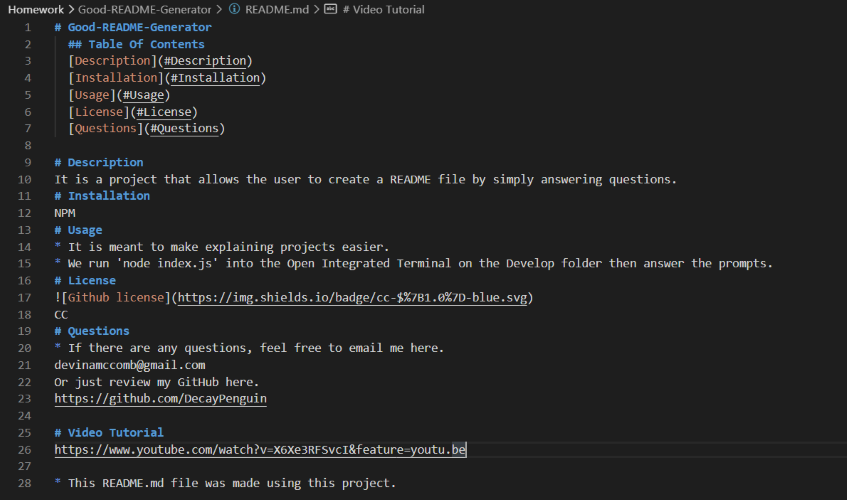 Homework > Good-README-Generator > README.md > # Video Tutorial
1 # Good-README-Generator
2 ## Table Of Contents
3 [Description](#Description)
4 [Installation](#Installation)
5 [Usage](#Usage)
6 [License](#License)
7 [Questions](#Questions)
8
9 # Description
10 It is a project that allows the user to create a README file by simply answering questions.
11 # Installation
12 NPM
13 # Usage
14 * It is meant to make explaining projects easier.
15 * We run 'node index.js' into the Open Integrated Terminal on the Develop folder then answer the prompts.
16 # License
17 ![Github license](https://img.shields.io/badge/cc-$%7B1.0%7D-blue.svg)
18 CC
19 # Questions
20 * If there are any questions, feel free to email me here.
21 devinamccomb@gmail.com
22 Or just review my GitHub here.
23 https://github.com/DecayPenguin
24
25 # Video Tutorial
26 https://www.youtube.com/watch?v=X6Xe3RFSvcI&feature=youtu.be
27
28 * This README.md file was made using this project.